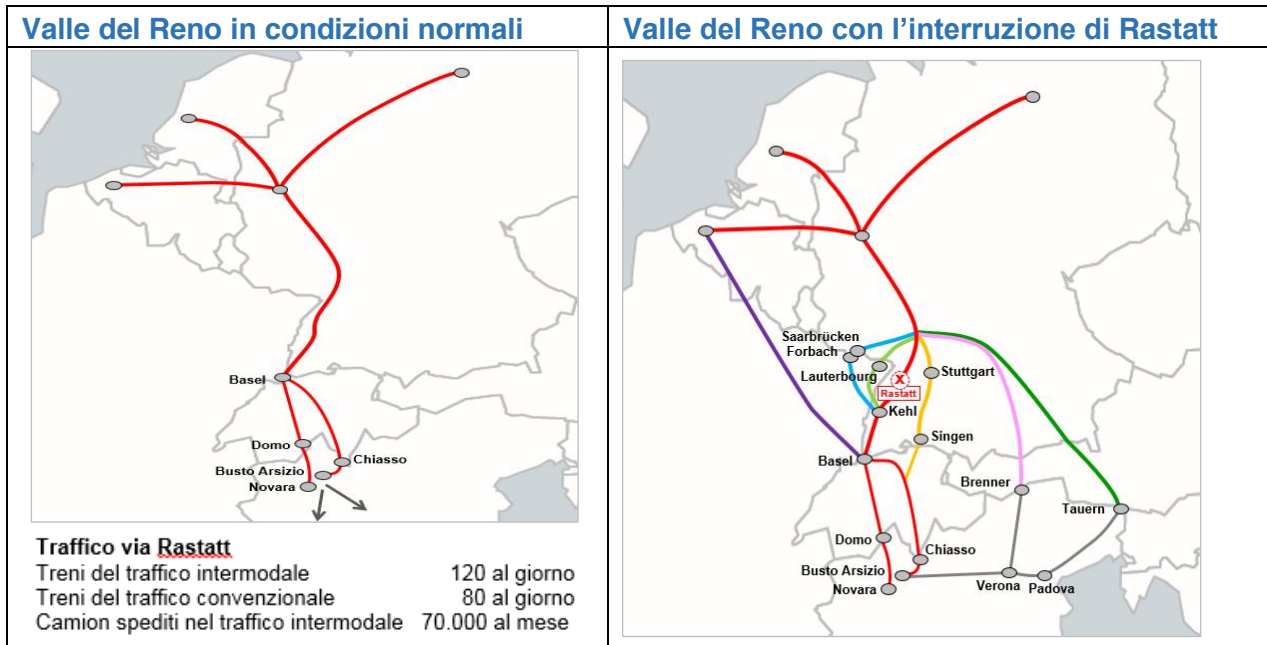 Valle del Reno in condizioni normali
Basel
Domo
Chiasso
Busto Arsizio
Novara
Traffico via Rastatt
Treni del traffico intermodale 120 al giorno
Treni del traffico convenzionale 80 al giorno
Camion spediti nel traffico intermodale 70.000 al mese
Valle del Reno con l’interruzione di Rastatt
Saarbrücken
Forbach
Lauterbourg
X
Rastatt
Stuttgart
Kehl
Singen
Basel
Brenner
Tauern
Domo
Chiasso
Busto Arsizio
Novara
Verona
Padova